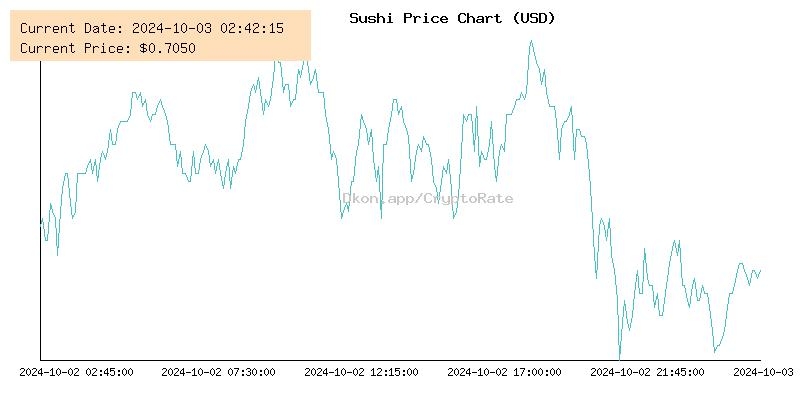 Sushi Price Chart (USD)
Current Date: 2024-10-03 02:42:15
Current Price: $0.7050
Dkon.app/CryptoRate
2024-10-02 02:45:00 2024-10-02 07:30:00 2024-10-02 12:15:00 2024-10-02 17:00:00 2024-10-02 21:45:00 2024-10-03